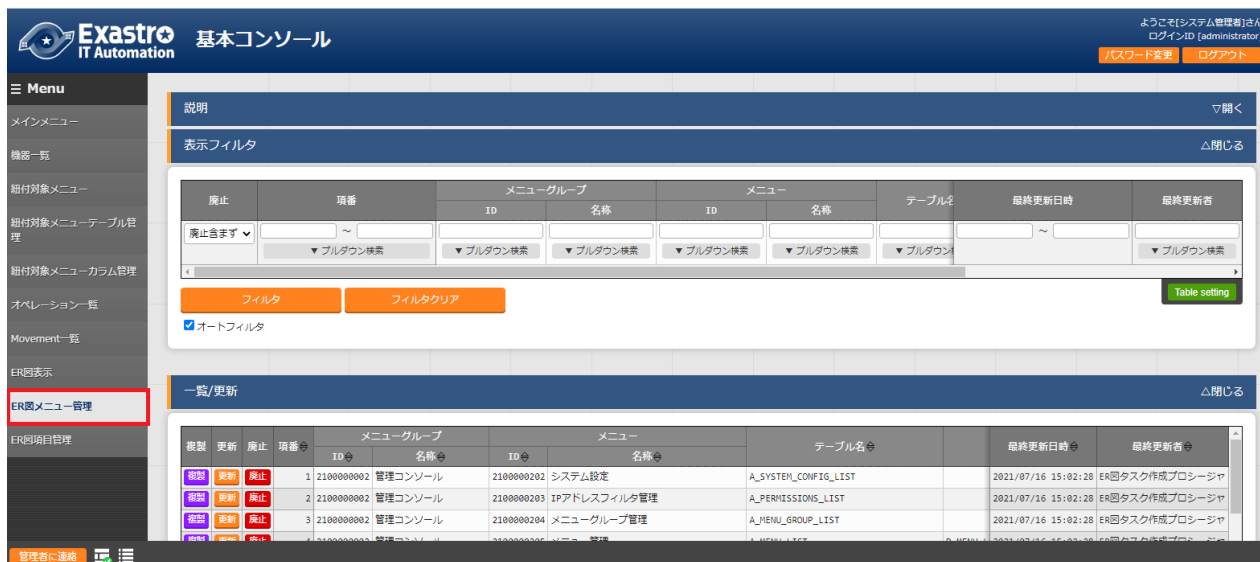 Exastro
IT Automation
基本コンソール
ようこそ[システム管理者]さん
ログインID [administrator
パスワード変更
ログアウト
Menu
メインメニュー
機器一覧
紐付対象メニュー
紐付対象メニューテーブル管理
紐付対象メニューカラム管理
オペレーション一覧
Movement一覧
ER図表示
ER図メニュー管理
ER図項目管理
説明 ▽開く
表示フィルタ △閉じる
廃止 項番 メニューグループ メニュー テーブル名 最終更新日時 最終更新者
ID 名称 ID 名称
廃止含まず ～ ～
▼ プルダウン検索 ▼ プルダウン検索 ▼ プルダウン検索 ▼ プルダウン検索 ▼ プルダウン検索 ▼ プルダウン ▼ プルダウン検索
フィルタ フィルタクリア Table setting
オートフィルタ
一覧/更新 △閉じる
複製 更新 廃止 項番 メニューグループ メニュー テーブル名 最終更新日時 最終更新者
ID 名称 ID 名称
複製 更新 廃止 1 2100000002 管理コンソール 2100000202 システム設定 A_SYSTEM_CONFIG_LIST 2021/07/16 15:02:28 ER図タスク作成プロシージャ
複製 更新 廃止 2 2100000002 管理コンソール 2100000203 IPアドレスフィルタ管理 A_PERMISSIONS_LIST 2021/07/16 15:02:28 ER図タスク作成プロシージャ
複製 更新 廃止 3 2100000002 管理コンソール 2100000204 メニューグループ管理 A_MENU_GROUP_LIST 2021/07/16 15:02:28 ER図タスク作成プロシージャ
管理者に連絡